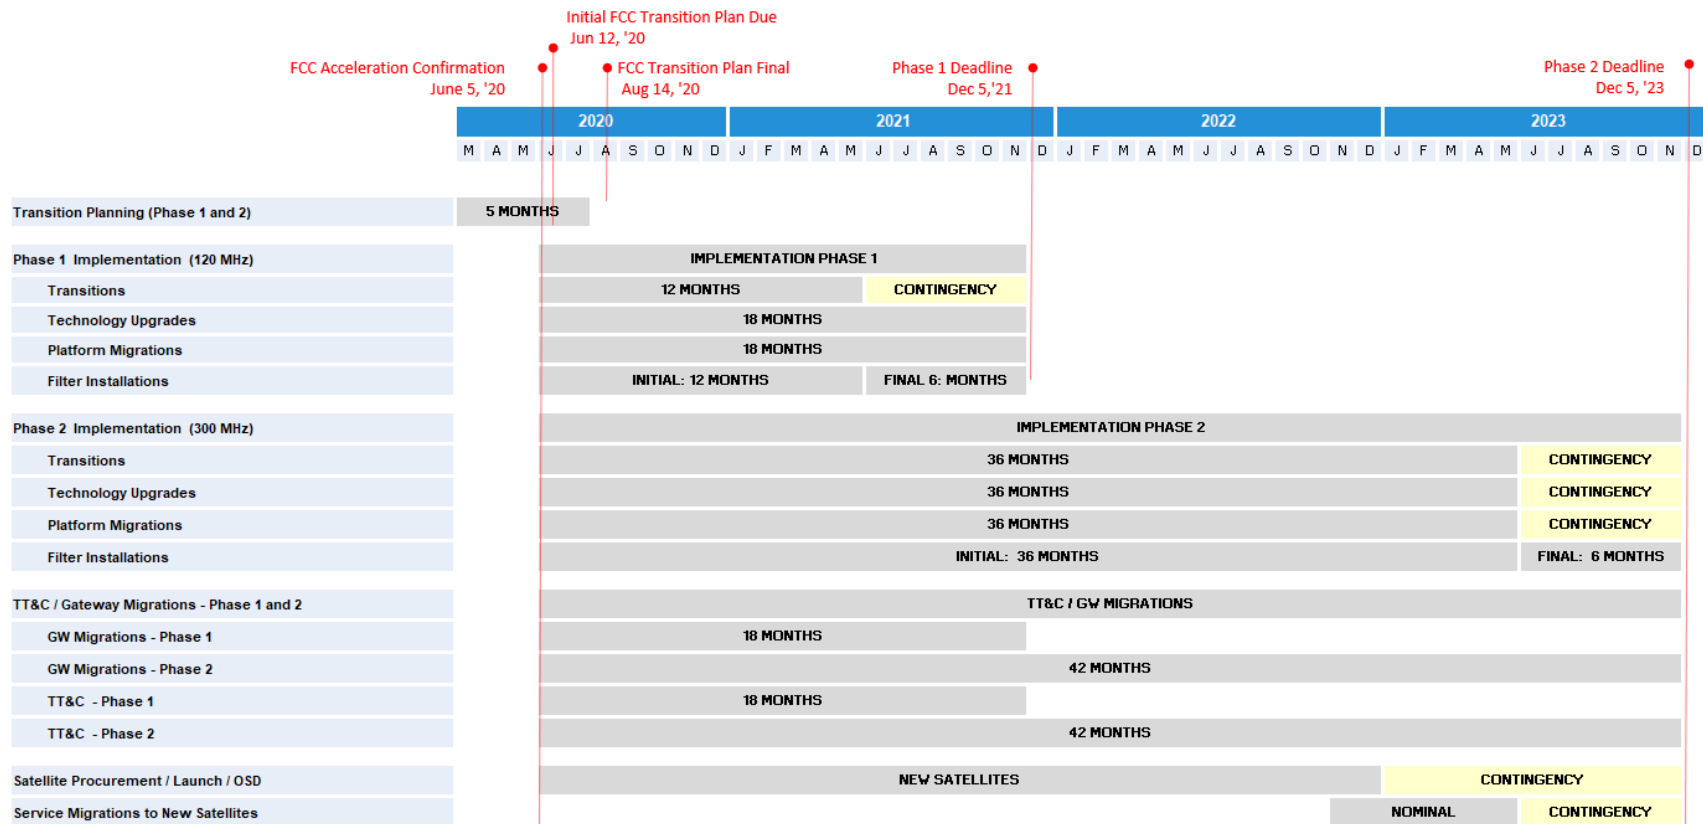 Initial FCC Transition Plan Due
Jun 12, '20
FCC Acceleration Confirmation
June 5, '20
FCC Transition Plan Final
Aug 14, '20
Phase 1 Deadline
Dec 5,'21
Phase 2 Deadline
Dec 5, '23
2020 2021 2022 2023
M A M J J A S O N D J F M A M J J A S O N D J F M A M J J A S O N D J F M A M J J A S O N D
Transition Planning (Phase 1 and 2) 5 MONTHS
Phase 1 Implementation (120 MHz) IMPLEMENTATION PHASE 1
Transitions 12 MONTHS CONTINGENCY
Technology Upgrades 18 MONTHS
Platform Migrations 18 MONTHS
Filter Installations INITIAL: 12 MONTHS FINAL 6: MONTHS
Phase 2 Implementation (300 MHz) IMPLEMENTATION PHASE 2
Transitions 36 MONTHS CONTINGENCY
Technology Upgrades 36 MONTHS CONTINGENCY
Platform Migrations 36 MONTHS CONTINGENCY
Filter Installations INITIAL: 36 MONTHS FINAL: 6 MONTHS
TT&C / Gateway Migrations - Phase 1 and 2 TT&C / GW MIGRATIONS
GW Migrations - Phase 1 18 MONTHS
GW Migrations - Phase 2 42 MONTHS
TT&C - Phase 1 18 MONTHS
TT&C - Phase 2 42 MONTHS
Satellite Procurement / Launch / OSD NEW SATELLITES CONTINGENCY
Service Migrations to New Satellites NOMINAL CONTINGENCY